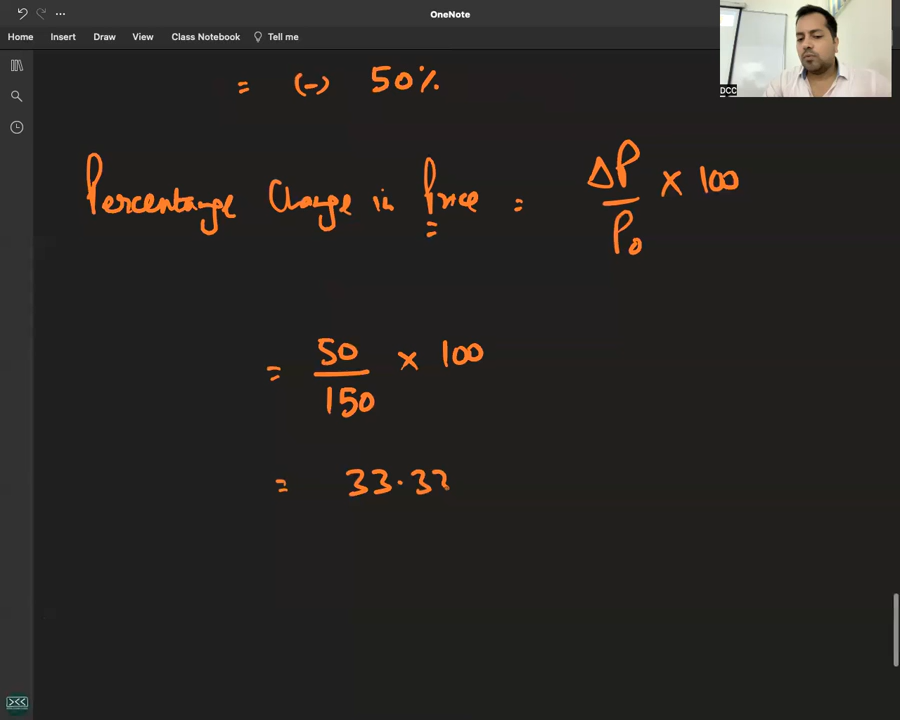 OneNote
Home Insert Draw View Class Notebook Tell me
DCC
= (-) 50%
Percentange Change in Price = ΔP/P₀ × 100
= 50/150 × 100
= 33.33